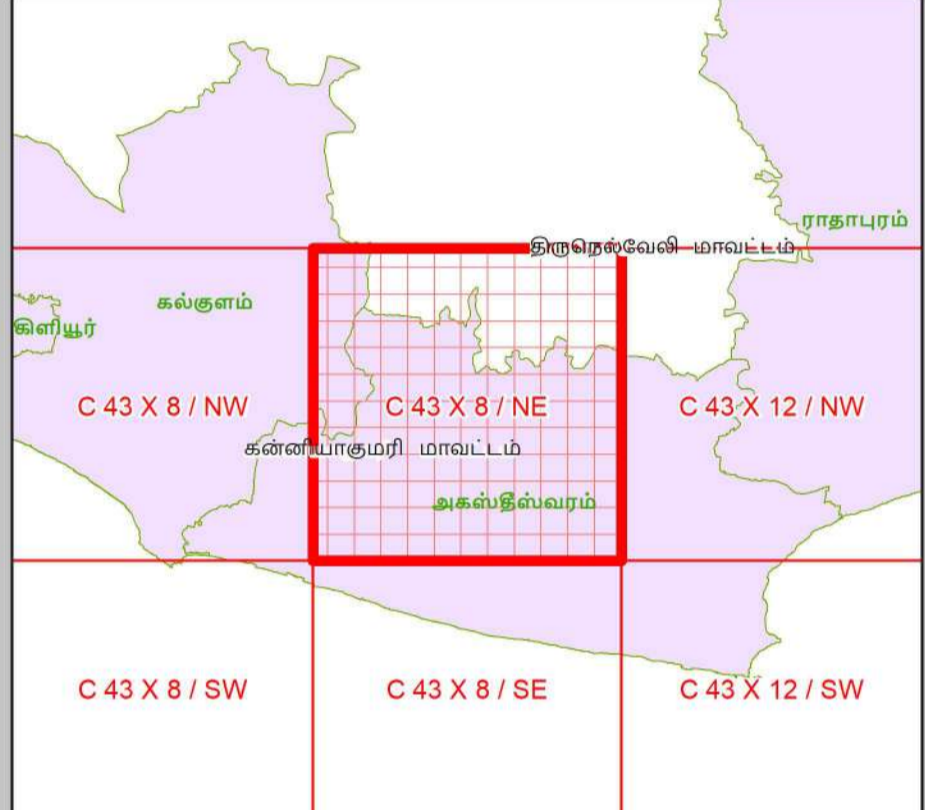 ராதாபுரம்
திருநெல்வேலி மாவட்டம்
கல்குளம்
கிளியூர்
C 43 X 8 / NW
C 43 X 8 / NE
C 43 X 12 / NW
கன்னியாகுமரி மாவட்டம்
அகஸ்தீஸ்வரம்
C 43 X 8 / SW
C 43 X 8 / SE
C 43 X 12 / SW